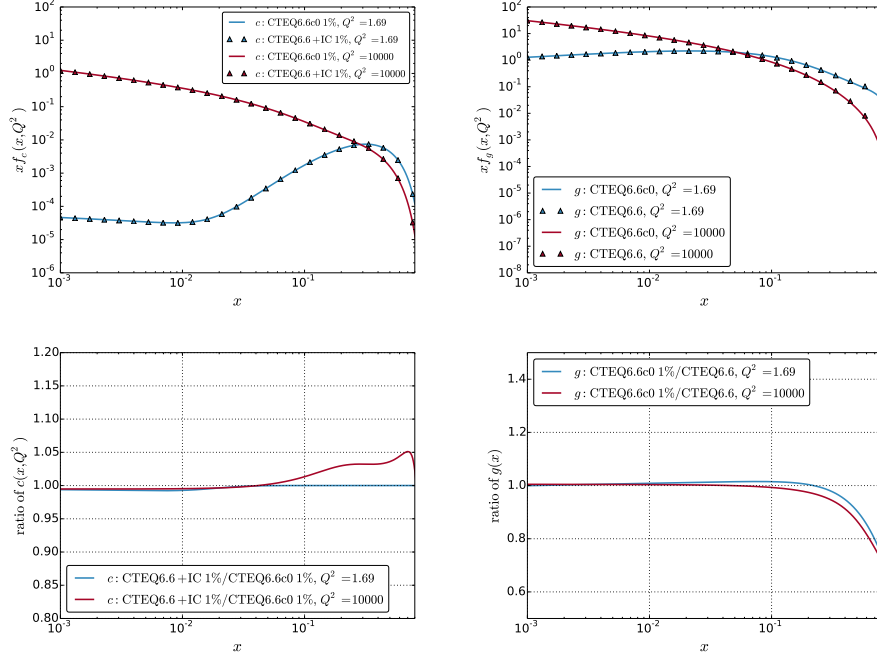 10^2
10^1
10^0
10^-1
10^-2
10^-3
10^-4
10^-5
10^-6
x f_c(x,Q^2)
c: CTEQ6.6c0 1%, Q^2 =1.69
c: CTEQ6.6+IC 1%, Q^2 =1.69
c: CTEQ6.6c0 1%, Q^2 =10000
c: CTEQ6.6+IC 1%, Q^2 =10000
10^-3 10^-2 10^-1
x
10^2
10^1
10^0
10^-1
10^-2
10^-3
10^-4
10^-5
10^-6
10^-7
10^-8
x f_g(x,Q^2)
g: CTEQ6.6c0, Q^2 =1.69
g: CTEQ6.6, Q^2 =1.69
g: CTEQ6.6c0, Q^2 =10000
g: CTEQ6.6, Q^2 =10000
10^-3 10^-2 10^-1
x
1.20
1.15
1.10
1.05
1.00
0.95
0.90
0.85
0.80
ratio of c(x,Q^2)
c: CTEQ6.6+IC 1%/CTEQ6.6c0 1%, Q^2 =1.69
c: CTEQ6.6+IC 1%/CTEQ6.6c0 1%, Q^2 =10000
10^-3 10^-2 10^-1
x
1.4
1.2
1.0
0.8
0.6
ratio of g(x)
g: CTEQ6.6c0 1%/CTEQ6.6, Q^2 =1.69
g: CTEQ6.6c0 1%/CTEQ6.6, Q^2 =10000
10^-3 10^-2 10^-1
x